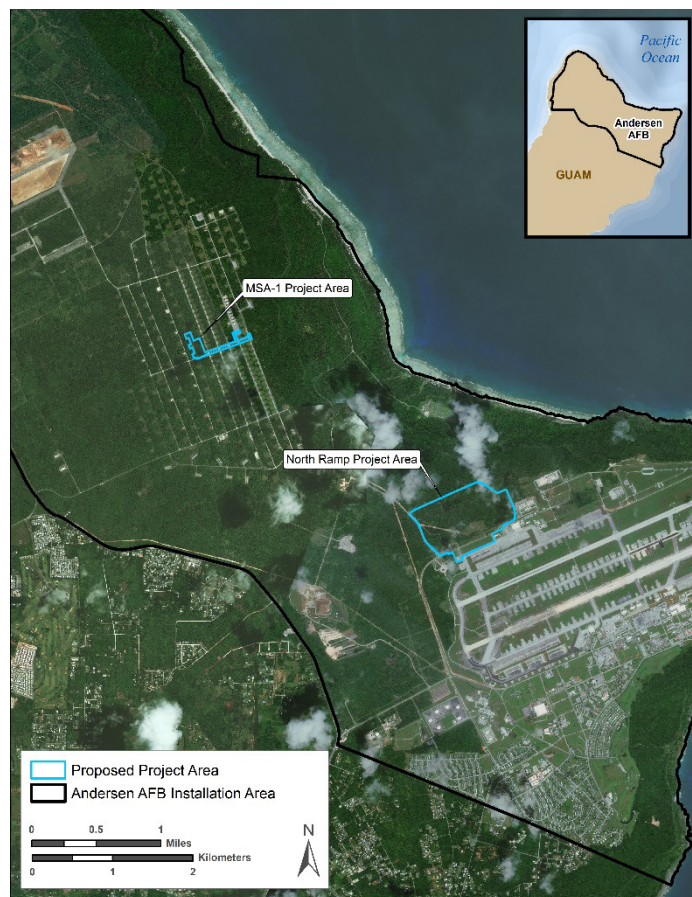 Pacific
Ocean
Andersen
AFB
GUAM
MSA-1 Project Area
North Ramp Project Area
Proposed Project Area
Andersen AFB Installation Area
0 0.5 1
Miles
Kilometers
0 1 2
N